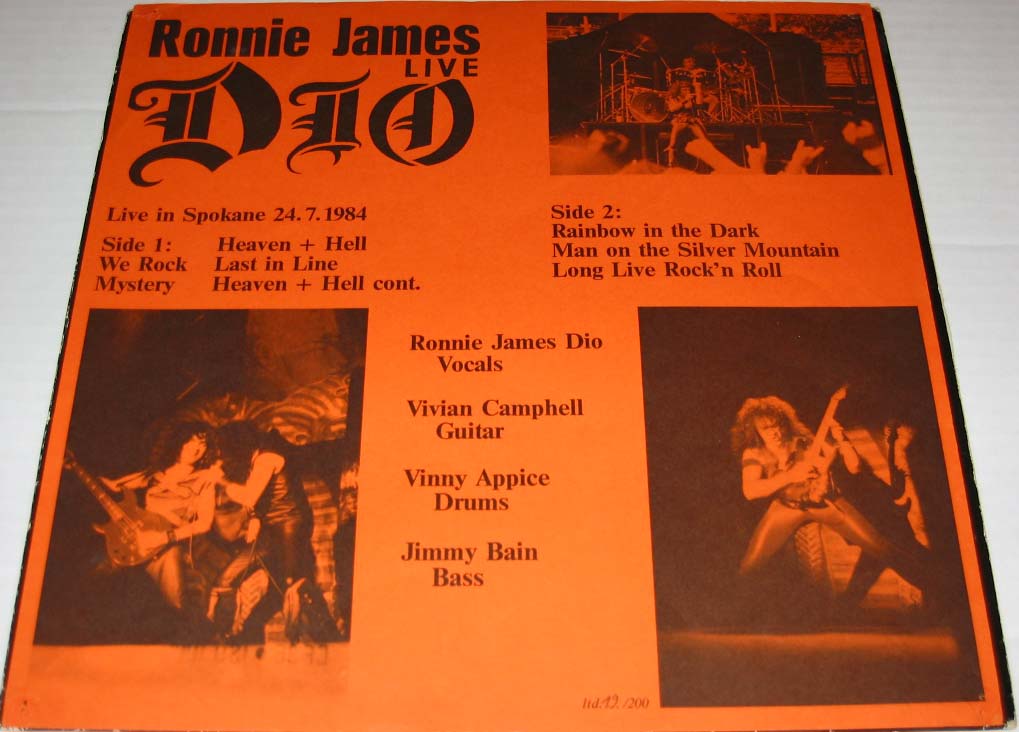 Ronnie James
LIVE
DIO
Live in Spokane 24.7.1984
Side 1: Heaven + Hell
We Rock Last in Line
Mystery Heaven + Hell cont.
Side 2:
Rainbow in the Dark
Man on the Silver Mountain
Long Live Rock'n Roll
Ronnie James Dio
Vocals
Vivian Camphell
Guitar
Vinny Appice
Drums
Jimmy Bain
Bass
ltd. 19. /200